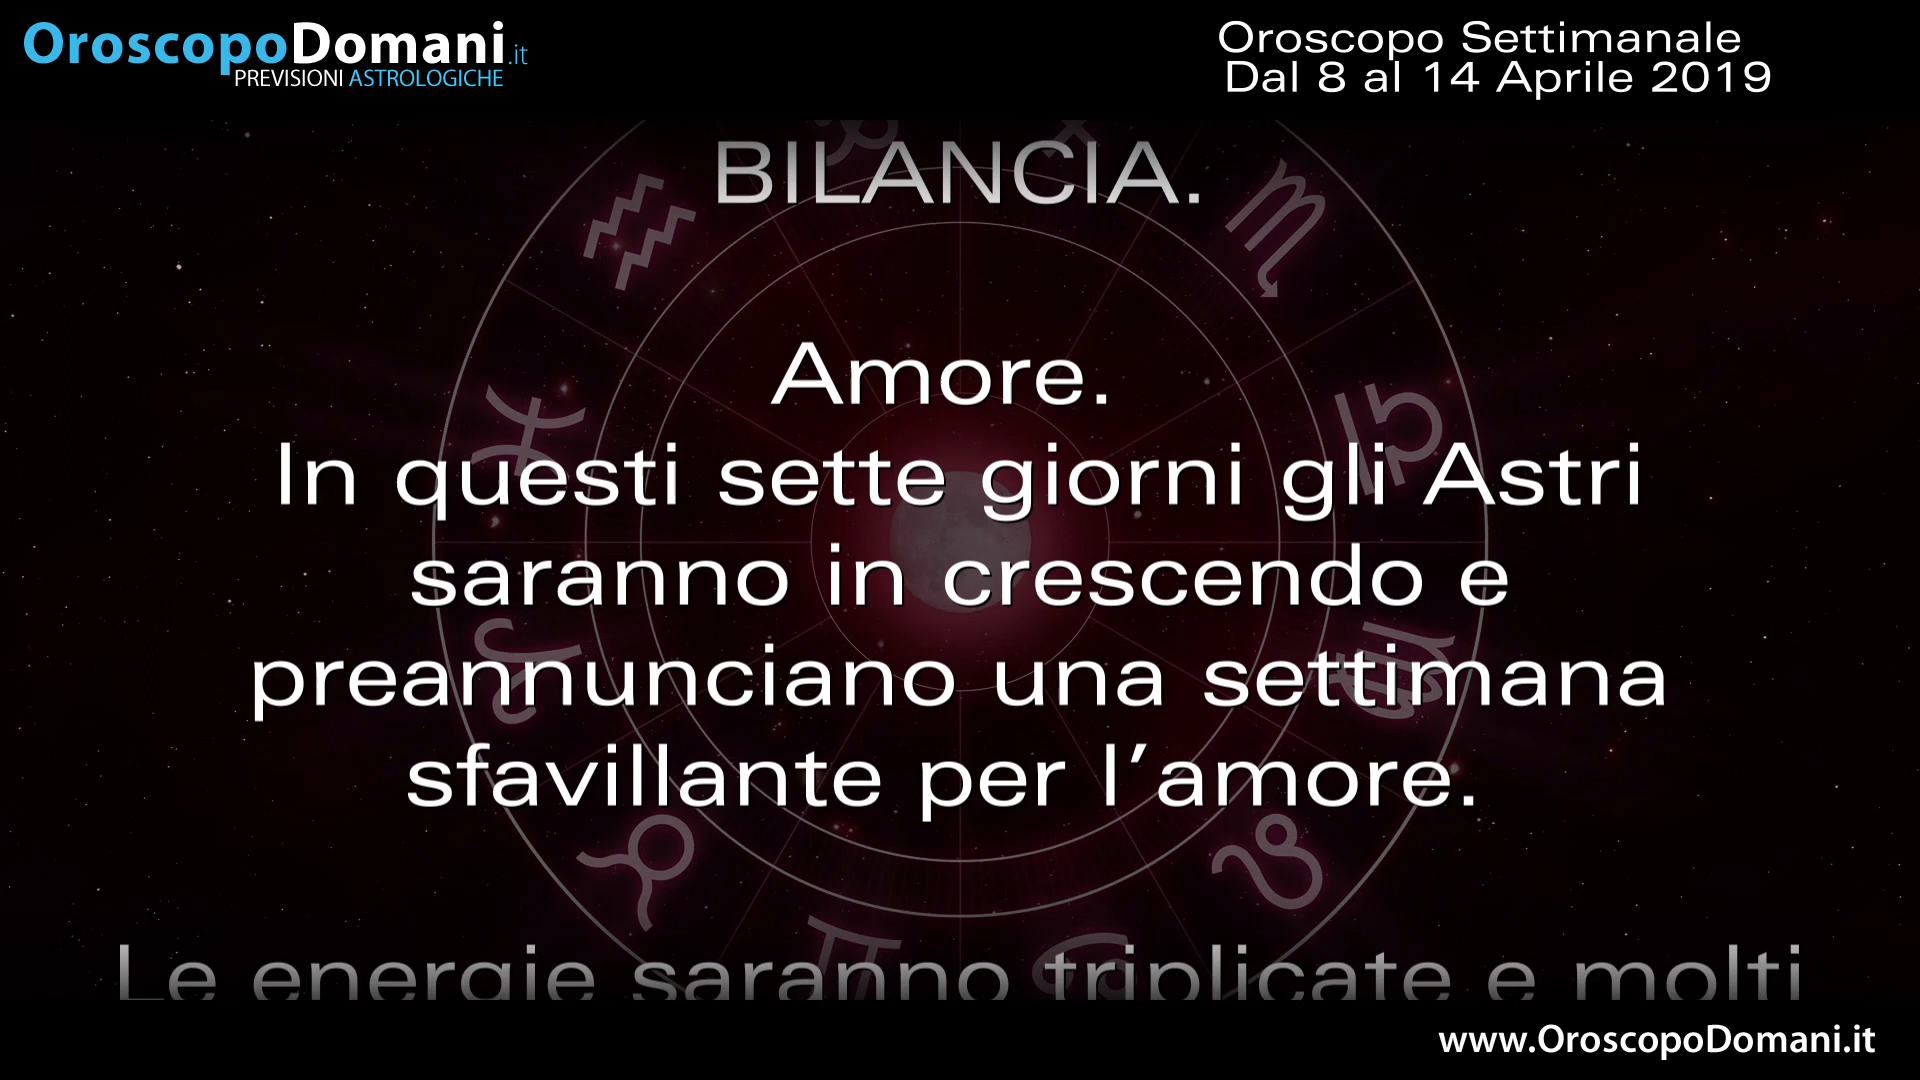 OroscopoDomani.it
PREVISIONI ASTROLOGICHE
Oroscopo Settimanale
Dal 8 al 14 Aprile 2019
BILANCIA.
Amore.
In questi sette giorni gli Astri
saranno in crescendo e
preannunciano una settimana
sfavillante per l'amore.
Le energie saranno triplicate e molti
www.OroscopoDomani.it